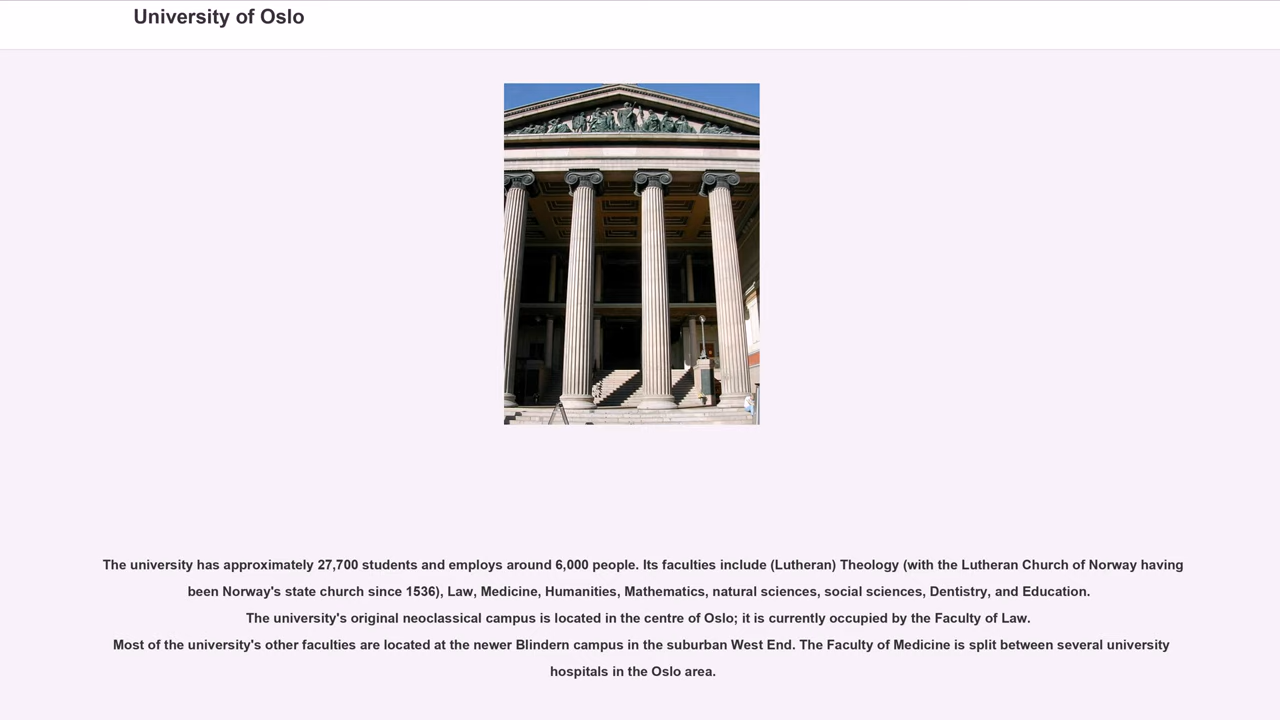 University of Oslo
The university has approximately 27,700 students and employs around 6,000 people. Its faculties include (Lutheran) Theology (with the Lutheran Church of Norway having
been Norway's state church since 1536), Law, Medicine, Humanities, Mathematics, natural sciences, social sciences, Dentistry, and Education.
The university's original neoclassical campus is located in the centre of Oslo; it is currently occupied by the Faculty of Law.
Most of the university's other faculties are located at the newer Blindern campus in the suburban West End. The Faculty of Medicine is split between several university
hospitals in the Oslo area.